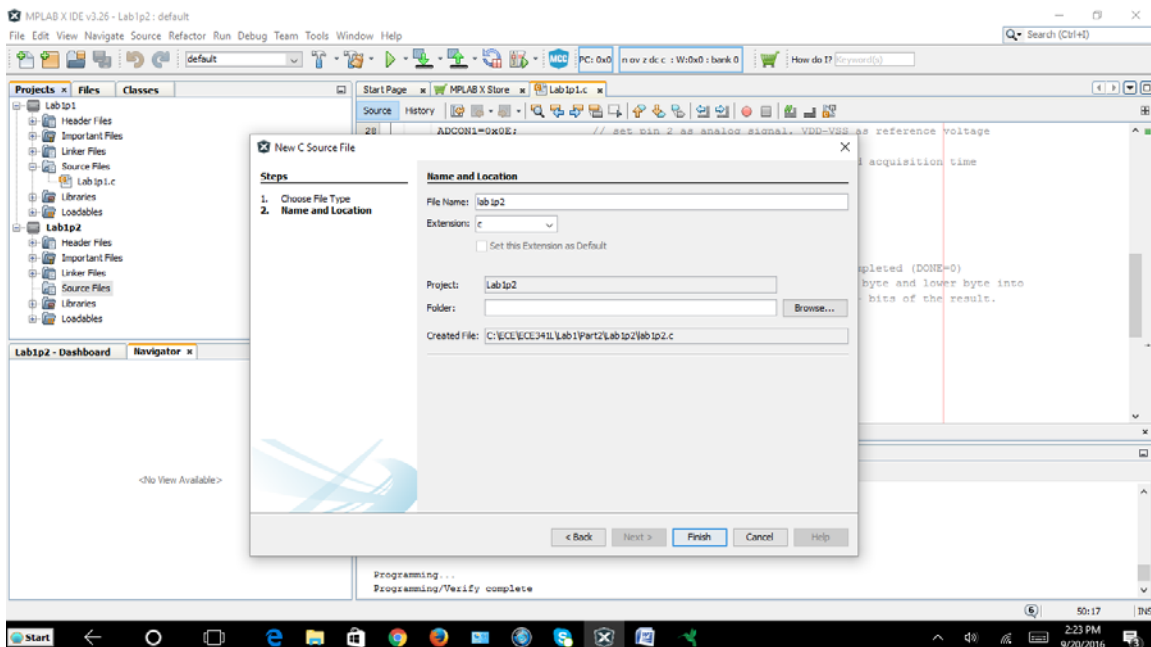 MPLAB X IDE v3.26 - Lab1p2 : default
File Edit View Navigate Source Refactor Run Debug Team Tools Window Help
Search (Ctrl+I)
default
MCC
PC: 0x0
n ov z dc c : W:0x0 : bank 0
How do I?
Keyword(s)
Projects x Files Classes
Start Page x MPLAB X Store x Lab1p1.c x
Source History
Lab1p1
Header Files
Important Files
Linker Files
Source Files
Lab1p1.c
Libraries
Loadables
Lab1p2
Header Files
Important Files
Linker Files
Source Files
Libraries
Loadables
28 ADCON1=0x0E; // set pin 2 as analog signal, VDD-VSS as reference voltage
acquisition time
mpleted (DONE=0)
byte and lower byte into
bits of the result.
New C Source File
Steps
1. Choose File Type
2. Name and Location
Name and Location
File Name: lab1p2
Extension: c
Set this Extension as Default
Project: Lab1p2
Folder:
Browse...
Created File: C:\ECE\ECE341L\Lab1\Part2\Lab1p2\lab1p2.c
< Back Next > Finish Cancel Help
Lab1p2 - Dashboard Navigator x
<No View Available>
Programming...
Programming/Verify complete
6 50:17 INS
Start
2:23 PM
9/20/2016